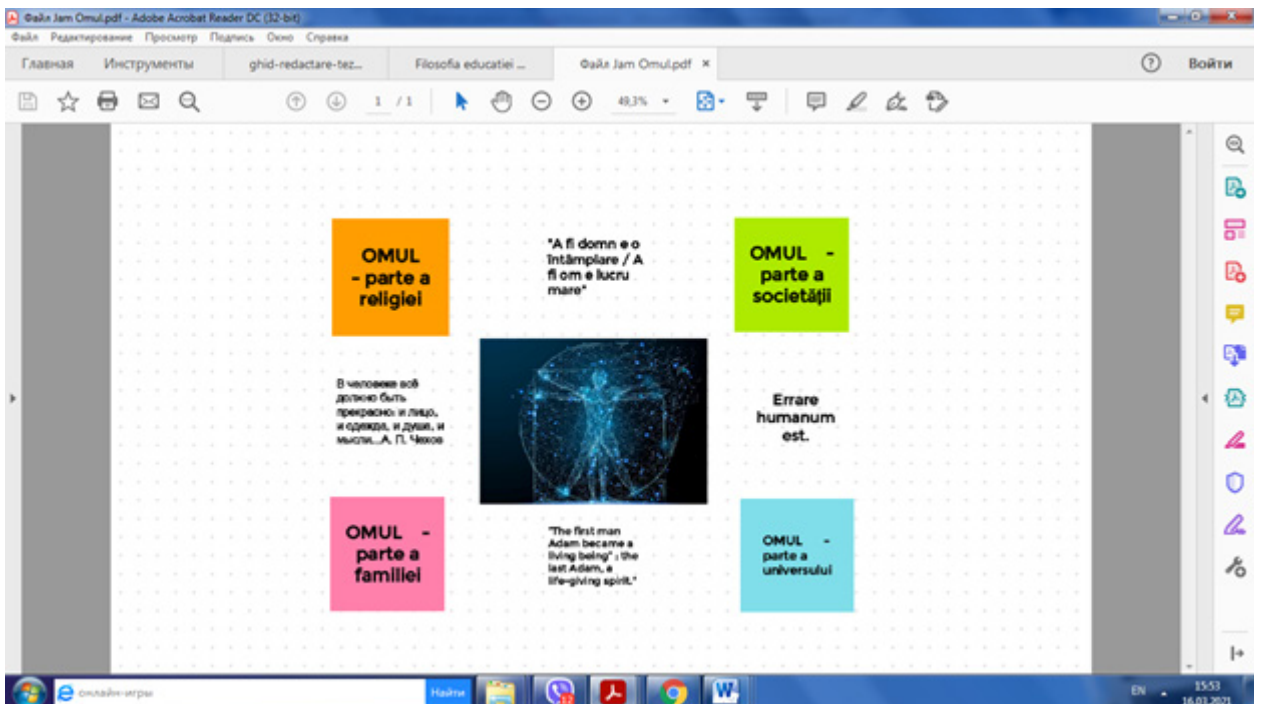 Файл Jam Omul.pdf - Adobe Acrobat Reader DC (32-bit)
Файл Редактирование Просмотр Подпись Окно Справка
Главная Инструменты ghid-redactare-tez... Filosofia educatiei ... Файл Jam Omul.pdf × Войти
1 / 1 49,3%
OMUL
- parte a
religiei
"A fi domn e o
întâmplare / A
fi om e lucru
mare"
OMUL -
parte a
societății
В человеке всё
должно быть
прекрасно: и лицо,
и одежда, и душа, и
мысли...А. П. Чехов
Errare
humanum
est.
OMUL -
parte a
familiei
"The first man
Adam became a
living being" ; the
last Adam, a
life-giving spirit."
OMUL -
parte a
universului
онлайн-игры Найти
12
EN 15:53
16.03.2021